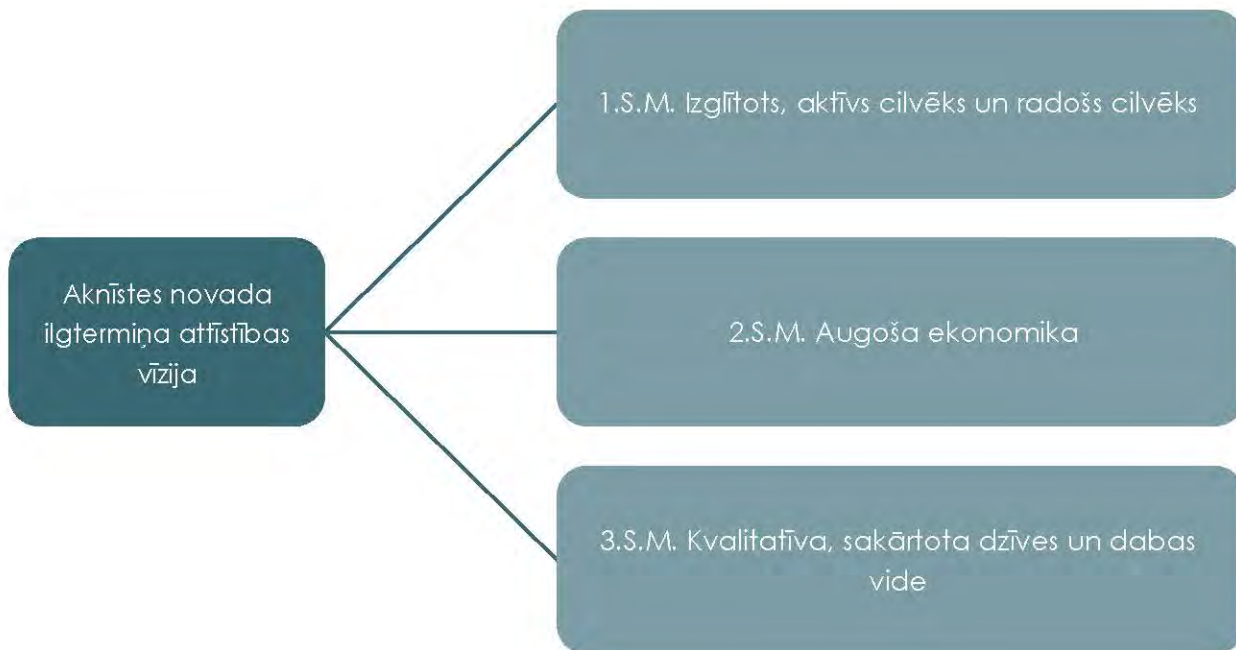 1.S.M. Izglītots, aktīvs cilvēks un radošs cilvēks
Aknīstes novada
ilgtermiņa attīstības
vīzija
2.S.M. Augoša ekonomika
3.S.M. Kvalitatīva, sakārtota dzīves un dabas
vide